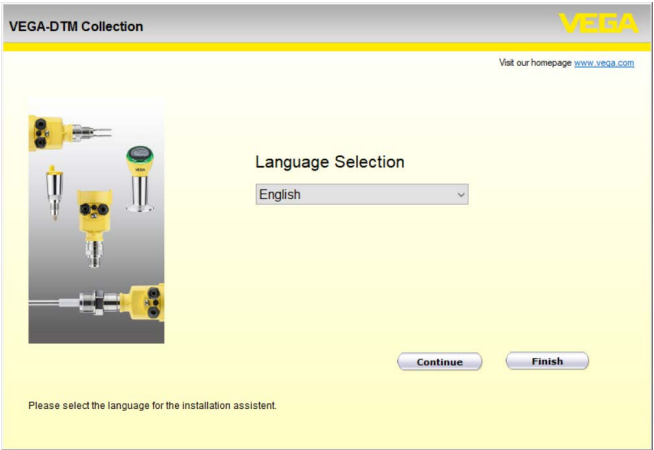 VEGA-DTM Collection
VEGA
Visit our homepage www.vega.com
VEGA
Language Selection
English
Continue
Finish
Please select the language for the installation assistent.